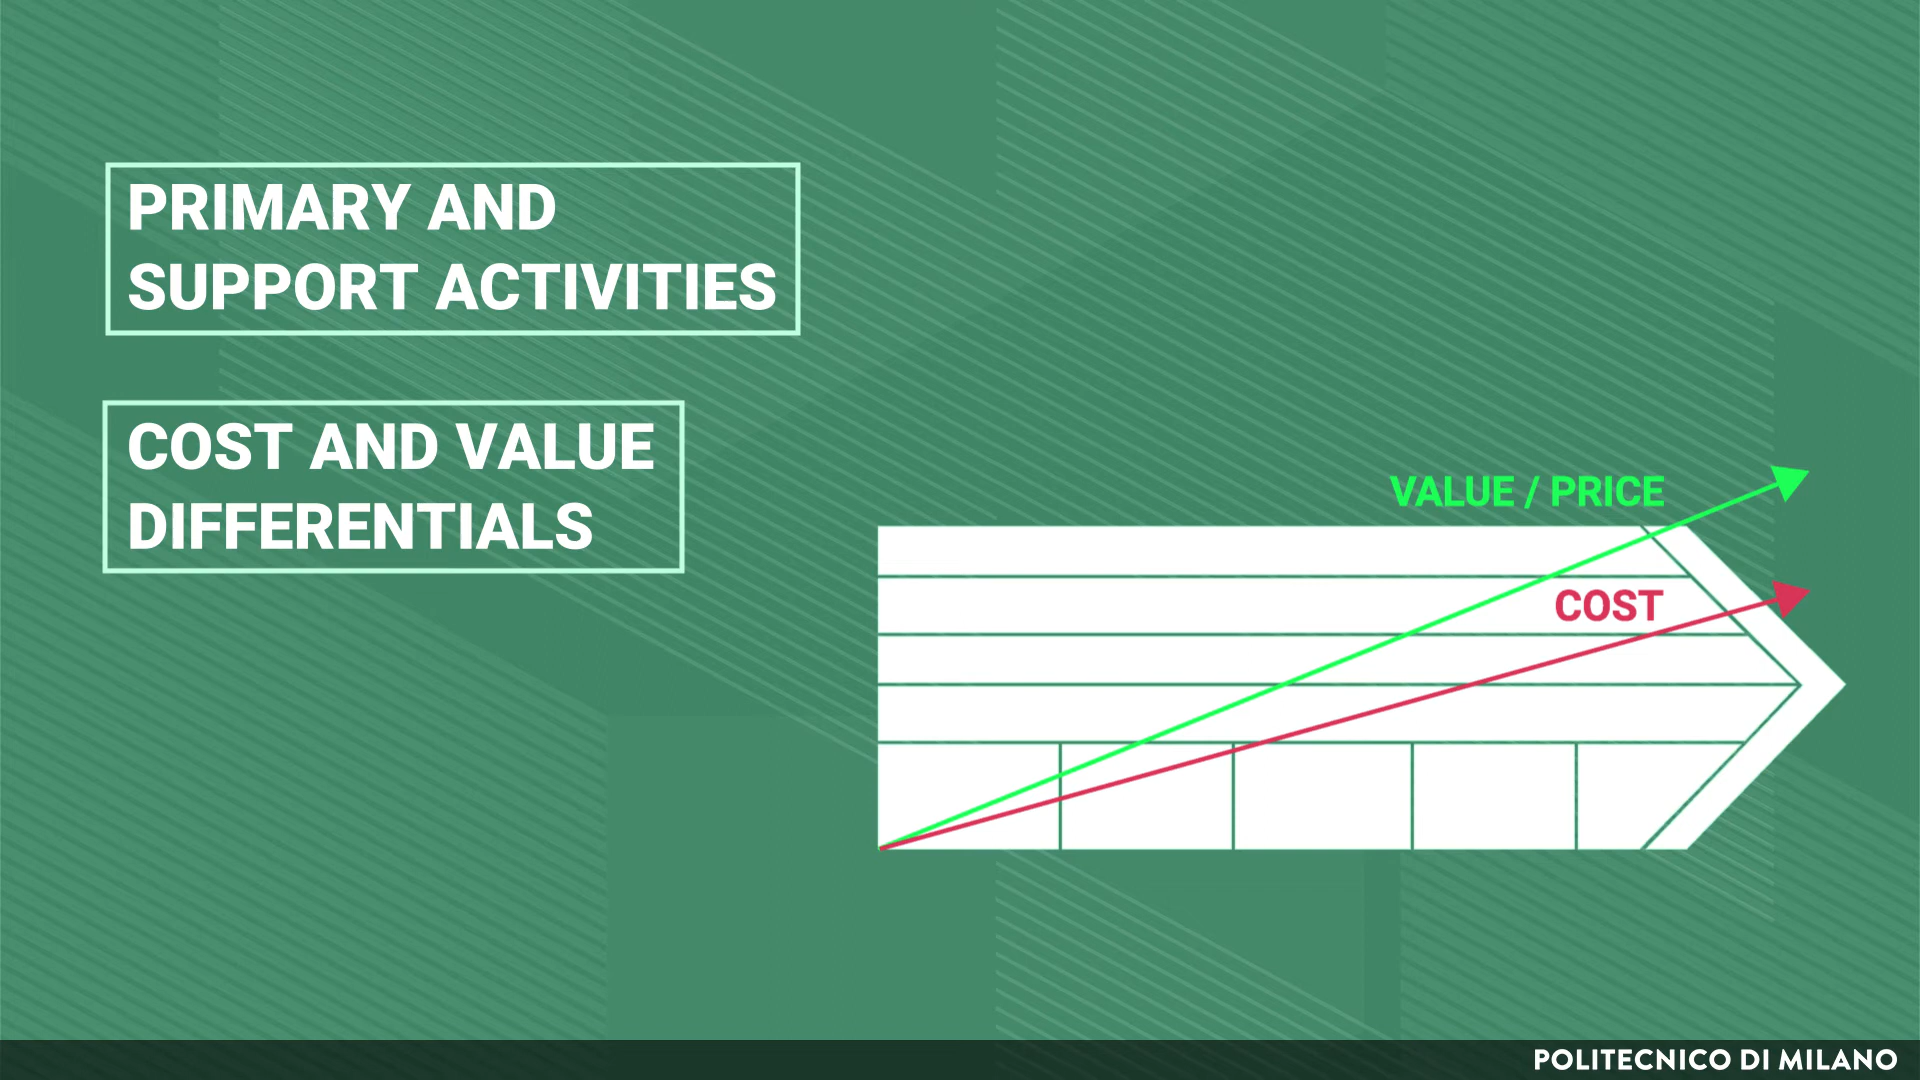 PRIMARY AND
SUPPORT ACTIVITIES
COST AND VALUE
DIFFERENTIALS
VALUE / PRICE
COST
POLITECNICO DI MILANO